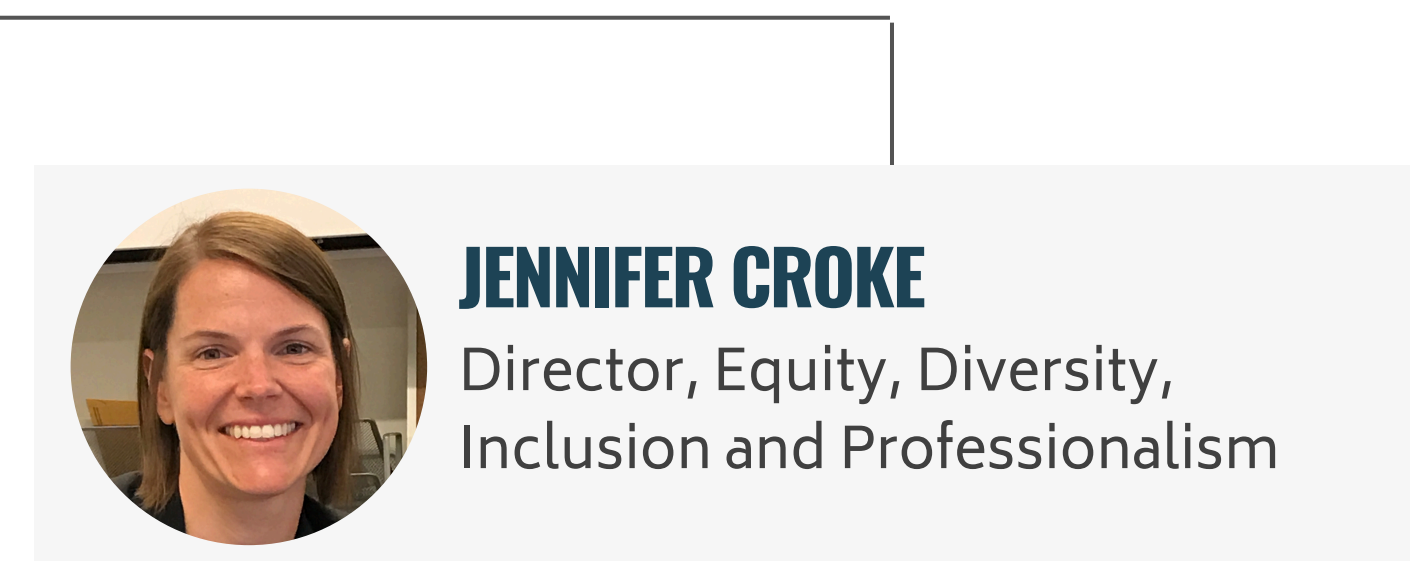 JENNIFER CROKE
Director, Equity, Diversity,
Inclusion and Professionalism